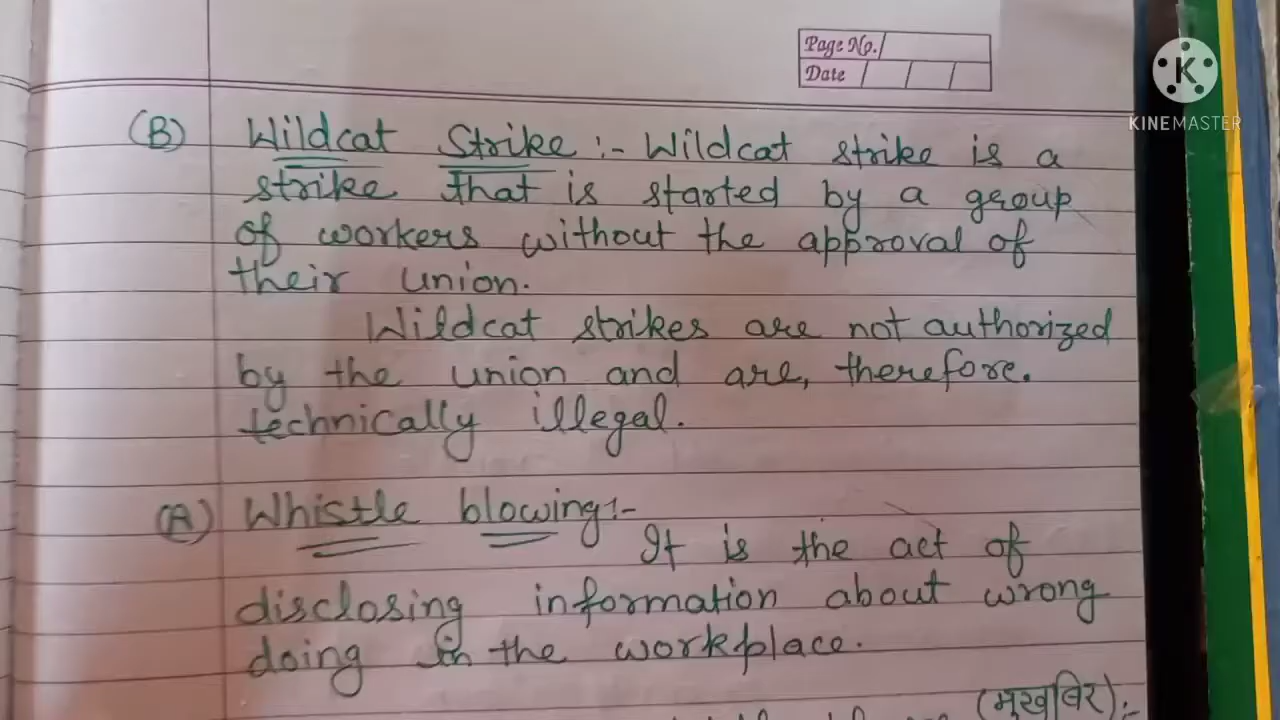 Page No.
Date
K
KINEMASTER
(B) Wildcat Strike :- Wildcat strike is a
strike that is started by a group
of workers without the approval of
their union.
Wildcat strikes are not authorized
by the union and are, therefore.
technically illegal.
(A) Whistle blowing:-
It is the act of
disclosing information about wrong
doing in the workplace.
(मुखबिर):-